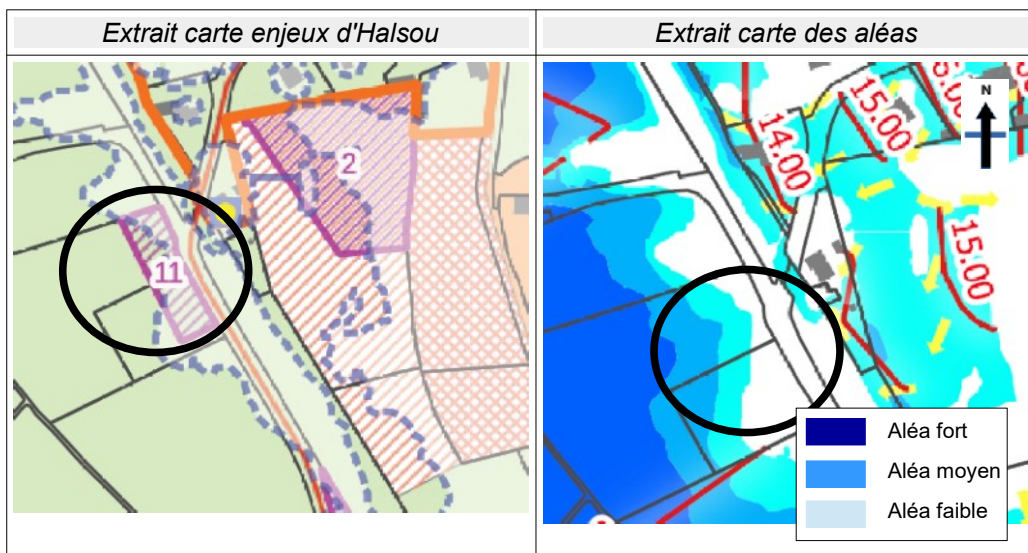 Extrait carte enjeux d'Halsou
Extrait carte des aléas
2
11
14.00
15.00
15.00
N
Aléa fort
Aléa moyen
Aléa faible